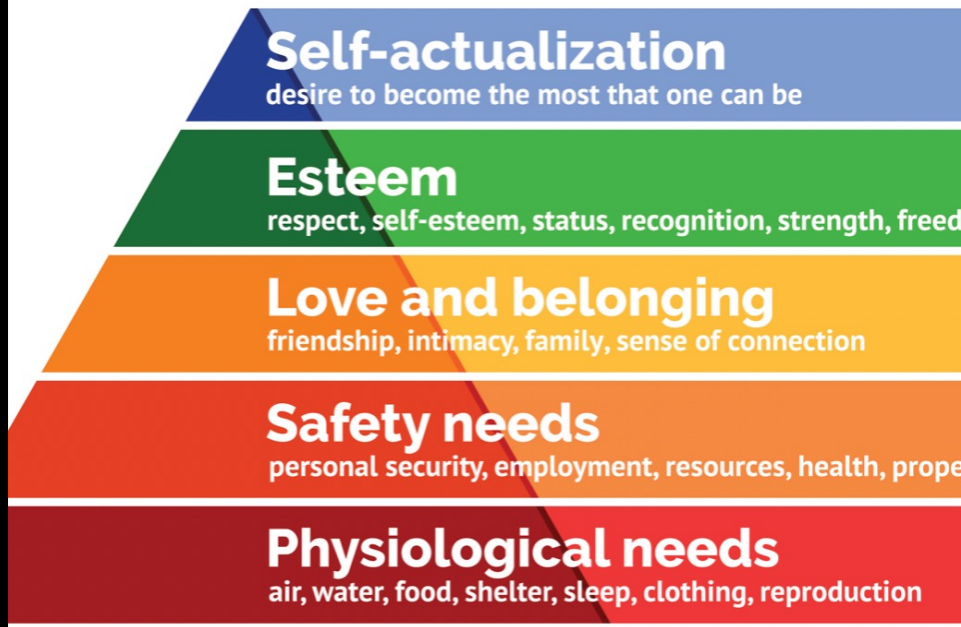 Self-actualization
desire to become the most that one can be
Esteem
respect, self-esteem, status, recognition, strength, freed
Love and belonging
friendship, intimacy, family, sense of connection
Safety needs
personal security, employment, resources, health, prope
Physiological needs
air, water, food, shelter, sleep, clothing, reproduction